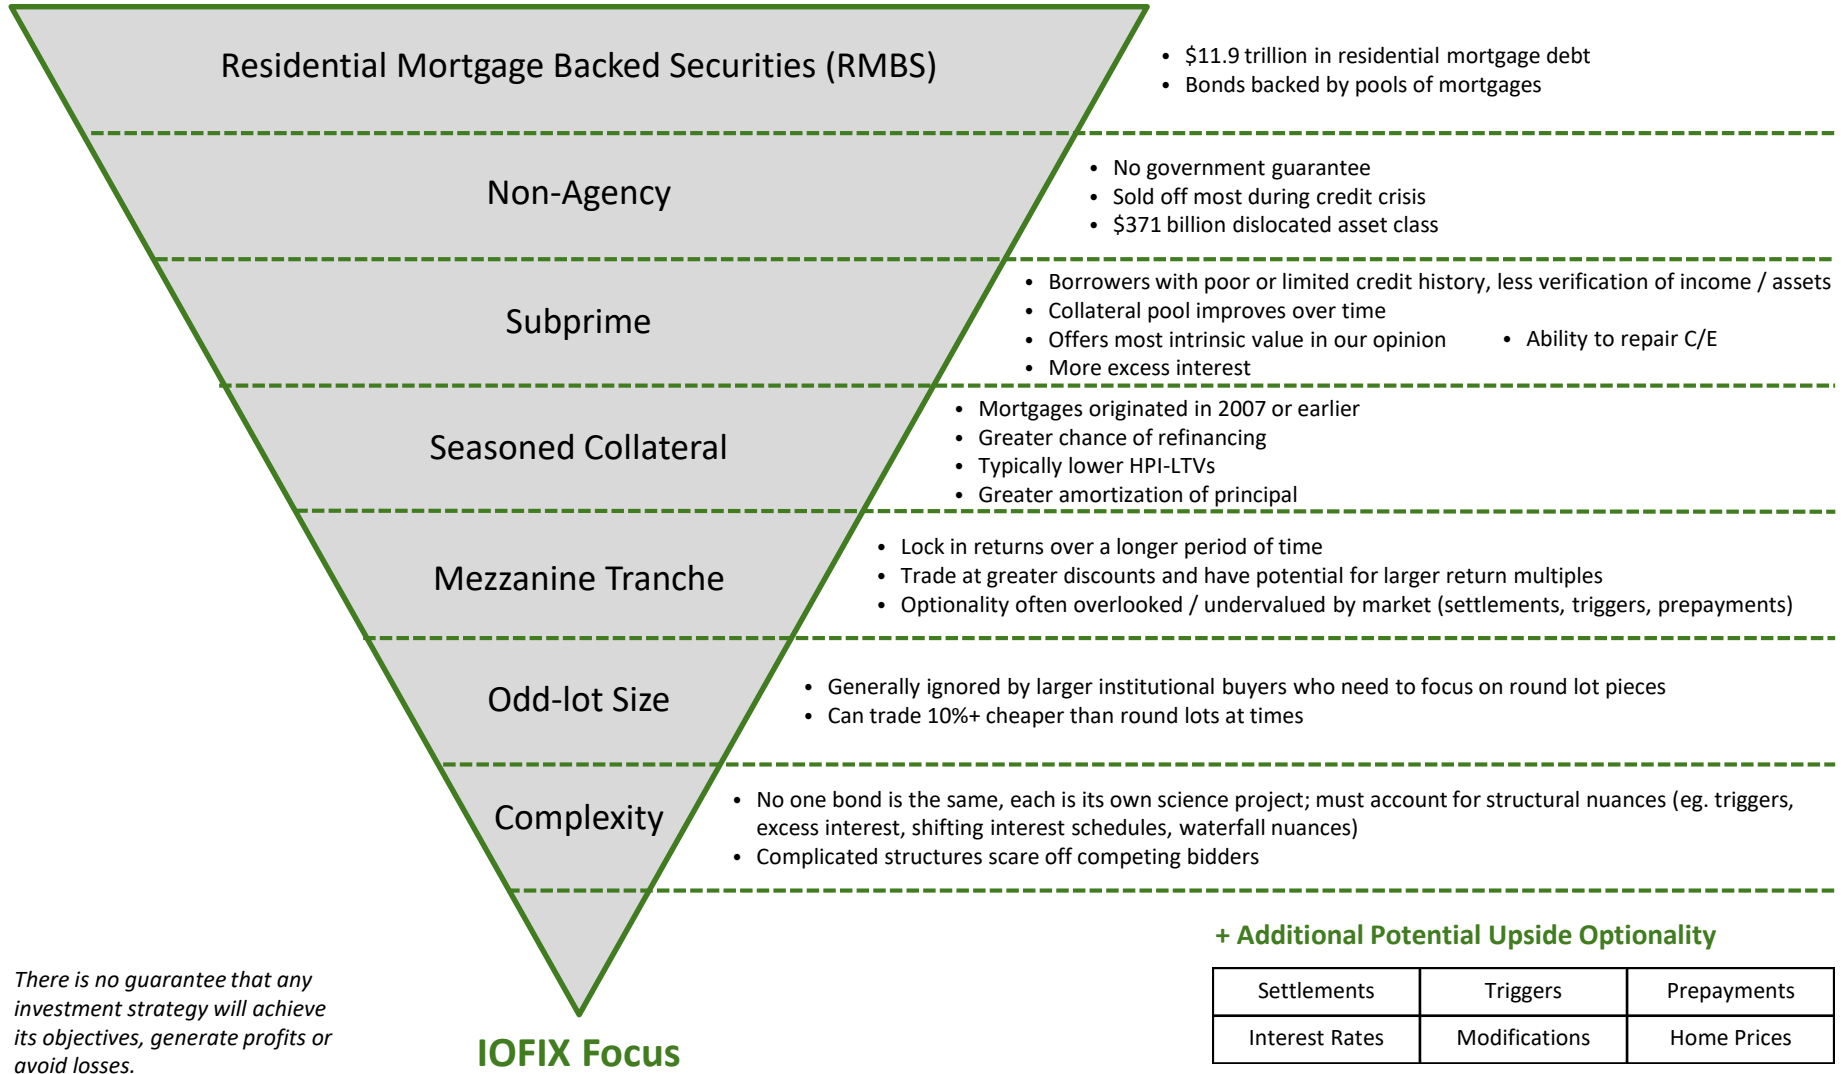 Residential Mortgage Backed Securities (RMBS)
• $11.9 trillion in residential mortgage debt
• Bonds backed by pools of mortgages
Non-Agency
• No government guarantee
• Sold off most during credit crisis
• $371 billion dislocated asset class
Subprime
• Borrowers with poor or limited credit history, less verification of income / assets
• Collateral pool improves over time
• Offers most intrinsic value in our opinion
• Ability to repair C/E
• More excess interest
Seasoned Collateral
• Mortgages originated in 2007 or earlier
• Greater chance of refinancing
• Typically lower HPI-LTVs
• Greater amortization of principal
Mezzanine Tranche
• Lock in returns over a longer period of time
• Trade at greater discounts and have potential for larger return multiples
• Optionality often overlooked / undervalued by market (settlements, triggers, prepayments)
Odd-lot Size
• Generally ignored by larger institutional buyers who need to focus on round lot pieces
• Can trade 10%+ cheaper than round lots at times
Complexity
• No one bond is the same, each is its own science project; must account for structural nuances (eg. triggers,
excess interest, shifting interest schedules, waterfall nuances)
• Complicated structures scare off competing bidders
IOFIX Focus
+ Additional Potential Upside Optionality
Settlements
Triggers
Prepayments
Interest Rates
Modifications
Home Prices
There is no guarantee that any
investment strategy will achieve
its objectives, generate profits or
avoid losses.